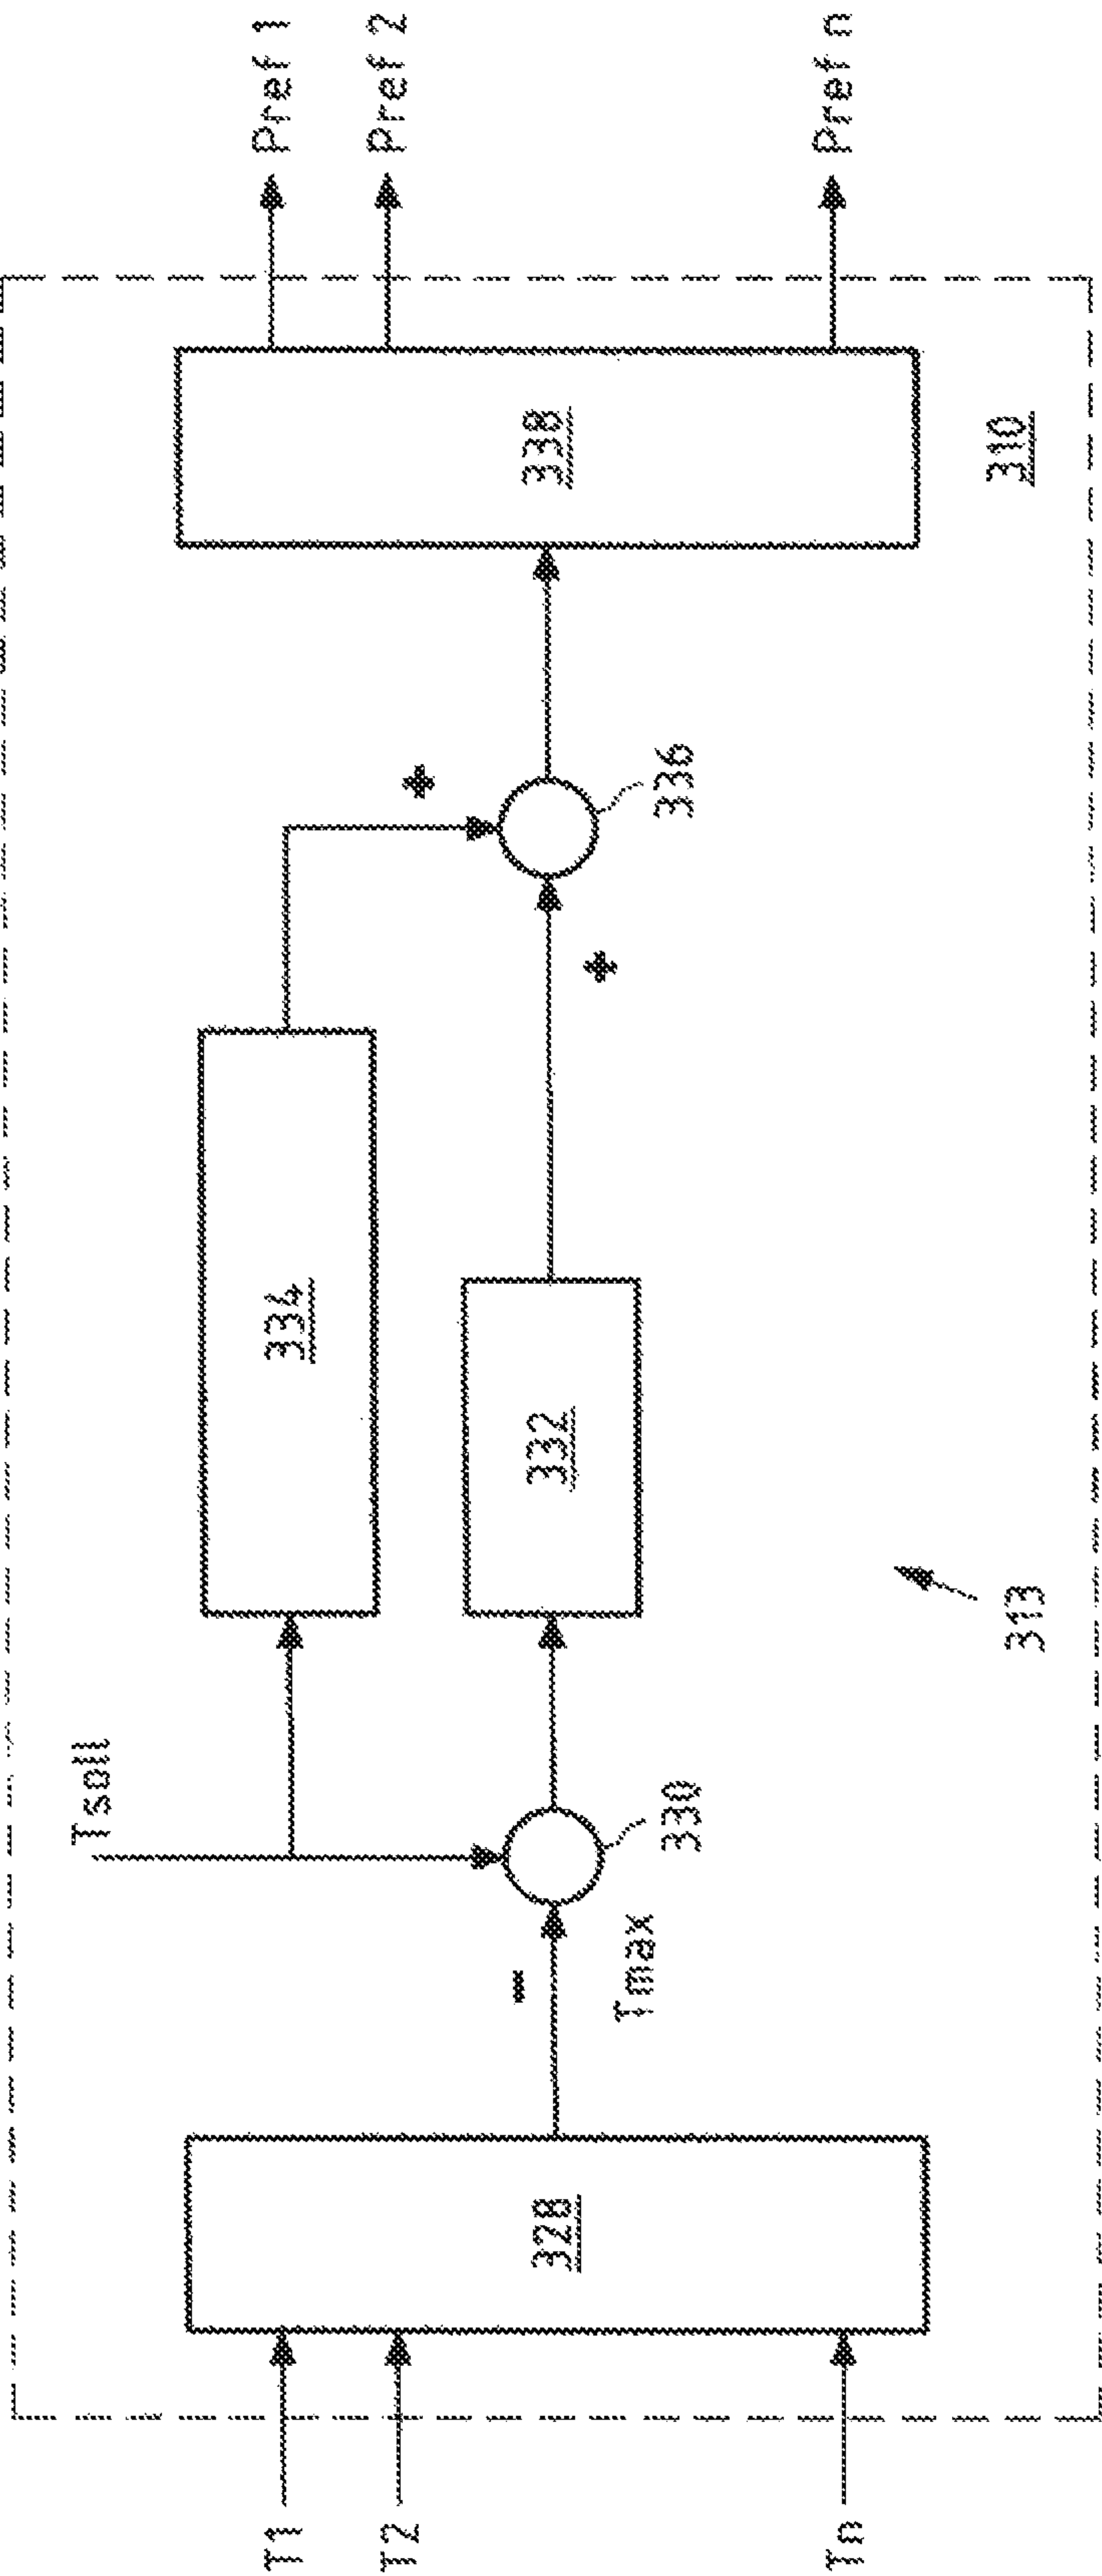 T1
T2
Tn
328
-
Tmax
Tsoll
330
334
332
313
+
+
336
338
310
Pref 1
Pref 2
Pref n